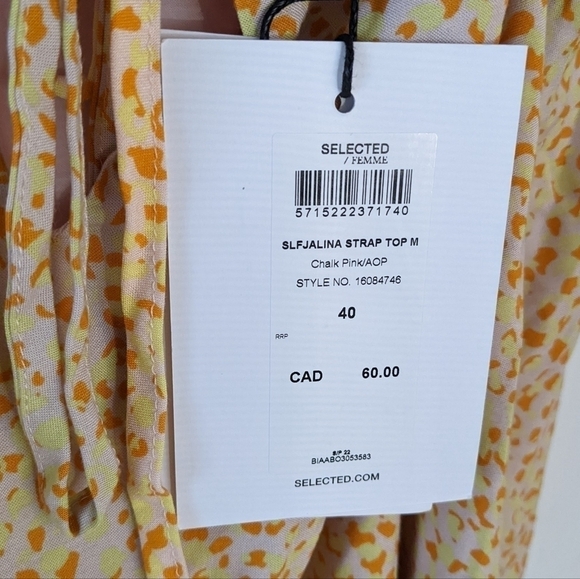 SELECTED
/ FEMME
5715222371740
SLFJALINA STRAP TOP M
Chalk Pink/AOP
STYLE NO. 16084746
40
RRP
CAD 60.00
S/P 22
BIAABO3053583
SELECTED.COM